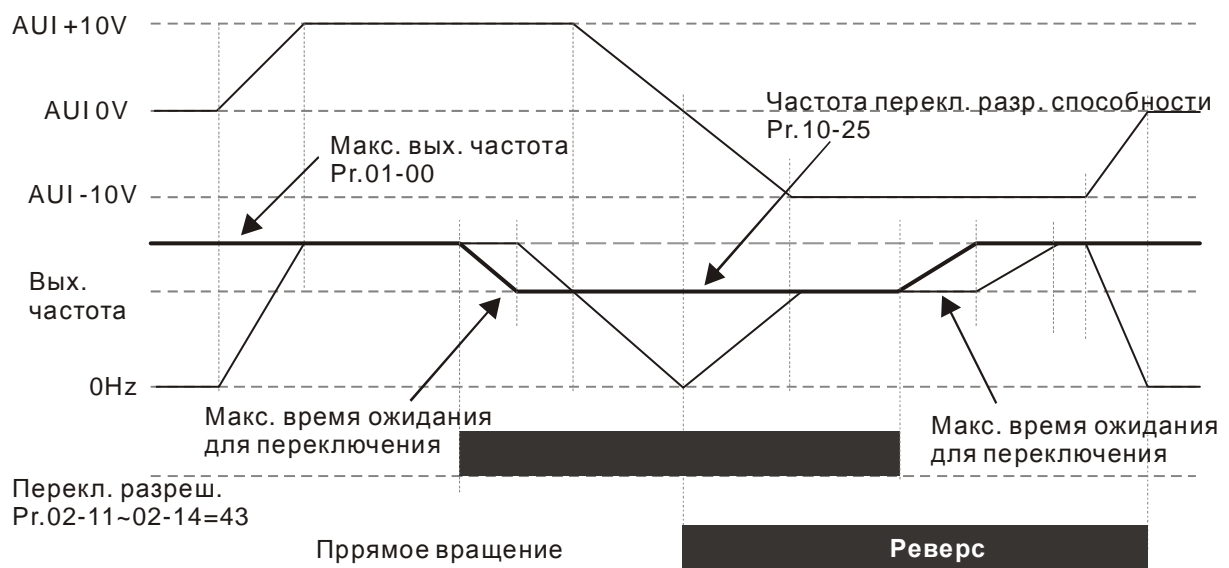 AUI +10V
AUI 0V
Частота перекл. разр. способности
Pr.10-25
Макс. вых. частота
Pr.01-00
AUI -10V
Вых.
частота
0Hz
Макс. время ожидания
для переключения
Макс. время ожидания
для переключения
Перекл. разреш.
Pr.02-11~02-14=43
Пррямое вращение
Реверс